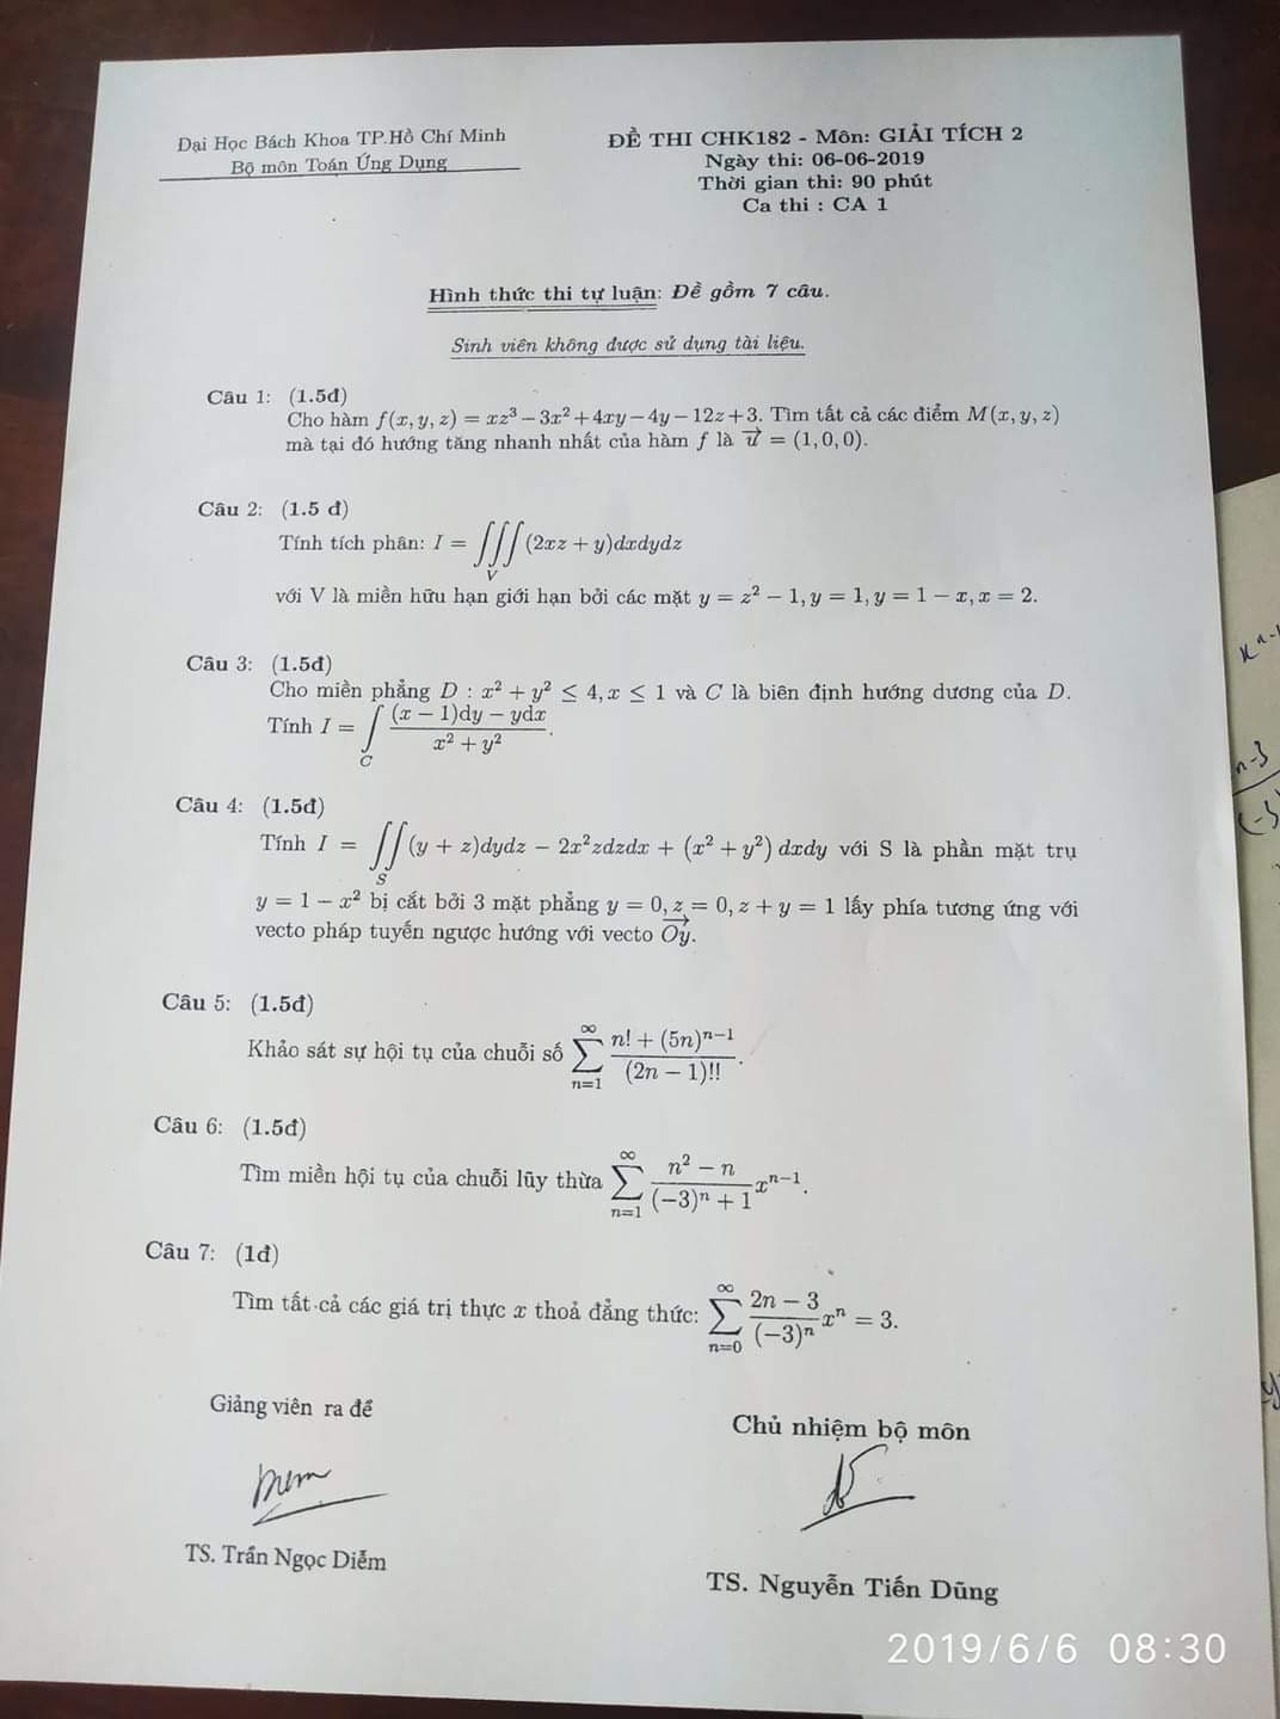 Đại Học Bách Khoa TP.Hồ Chí Minh
Bộ môn Toán Ứng Dụng
ĐỀ THI CHK182 - Môn: GIẢI TÍCH 2
Ngày thi: 06-06-2019
Thời gian thi: 90 phút
Ca thi : CA 1
Hình thức thi tự luận: Đề gồm 7 câu.
Sinh viên không được sử dụng tài liệu.
Câu 1: (1.5đ)
Cho hàm f(x, y, z) = xz³ − 3x² + 4xy − 4y − 12z + 3. Tìm tất cả các điểm M(x, y, z)
mà tại đó hướng tăng nhanh nhất của hàm f là u⃗ = (1, 0, 0).
Câu 2: (1.5 đ)
Tính tích phân: I = ∭_V (2xz + y)dxdydz
với V là miền hữu hạn giới hạn bởi các mặt y = z² − 1, y = 1, y = 1 − x, x = 2.
Câu 3: (1.5đ)
Cho miền phẳng D : x² + y² ≤ 4, x ≤ 1 và C là biên định hướng dương của D.
Tính I = ∫_C ((x − 1)dy − ydx)/(x² + y²).
Câu 4: (1.5đ)
Tính I = ∬_S (y + z)dydz − 2x²zdzdx + (x² + y²) dxdy với S là phần mặt trụ
y = 1 − x² bị cắt bởi 3 mặt phẳng y = 0, z = 0, z + y = 1 lấy phía tương ứng với
vecto pháp tuyến ngược hướng với vecto Oy⃗.
Câu 5: (1.5đ)
Khảo sát sự hội tụ của chuỗi số ∑_{n=1}^{∞} (n! + (5n)^{n−1})/((2n − 1)!!).
Câu 6: (1.5đ)
Tìm miền hội tụ của chuỗi lũy thừa ∑_{n=1}^{∞} (n² − n)/((−3)^n + 1) x^{n−1}.
Câu 7: (1đ)
Tìm tất cả các giá trị thực x thoả đẳng thức: ∑_{n=0}^{∞} (2n − 3)/((−3)^n) x^n = 3.
Giảng viên ra đề
Chủ nhiệm bộ môn
TS. Trần Ngọc Diễm
TS. Nguyễn Tiến Dũng
2019/6/6 08:30